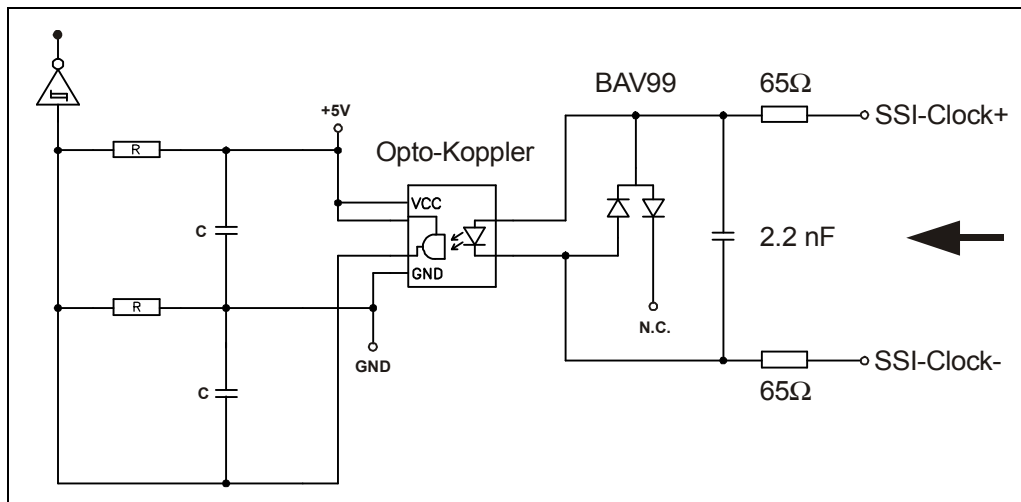 BAV99
65Ω
SSI-Clock+
+5V
Opto-Koppler
R
VCC
C
2.2 nF
GND
R
N.C.
GND
SSI-Clock-
C
65Ω